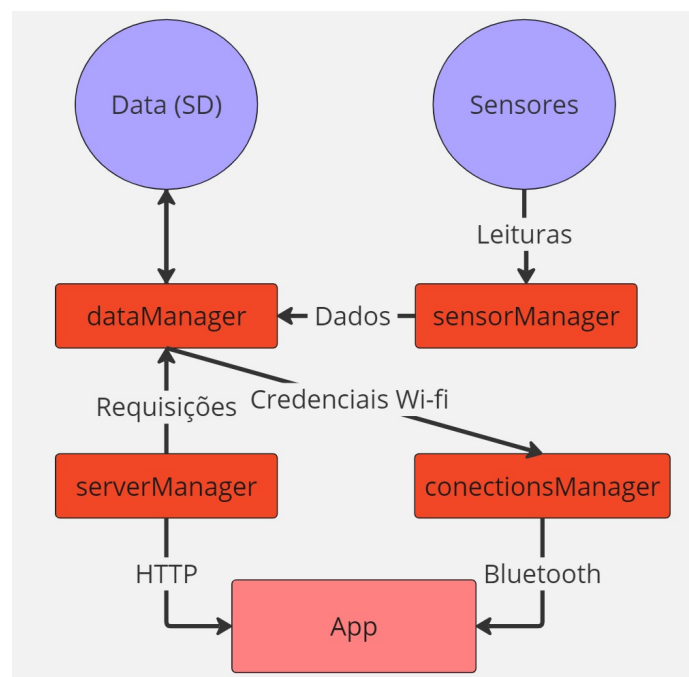 Data (SD)
Sensores
Leituras
dataManager
Dados
sensorManager
Requisições
Credenciais Wi-fi
serverManager
conectionsManager
HTTP
Bluetooth
App